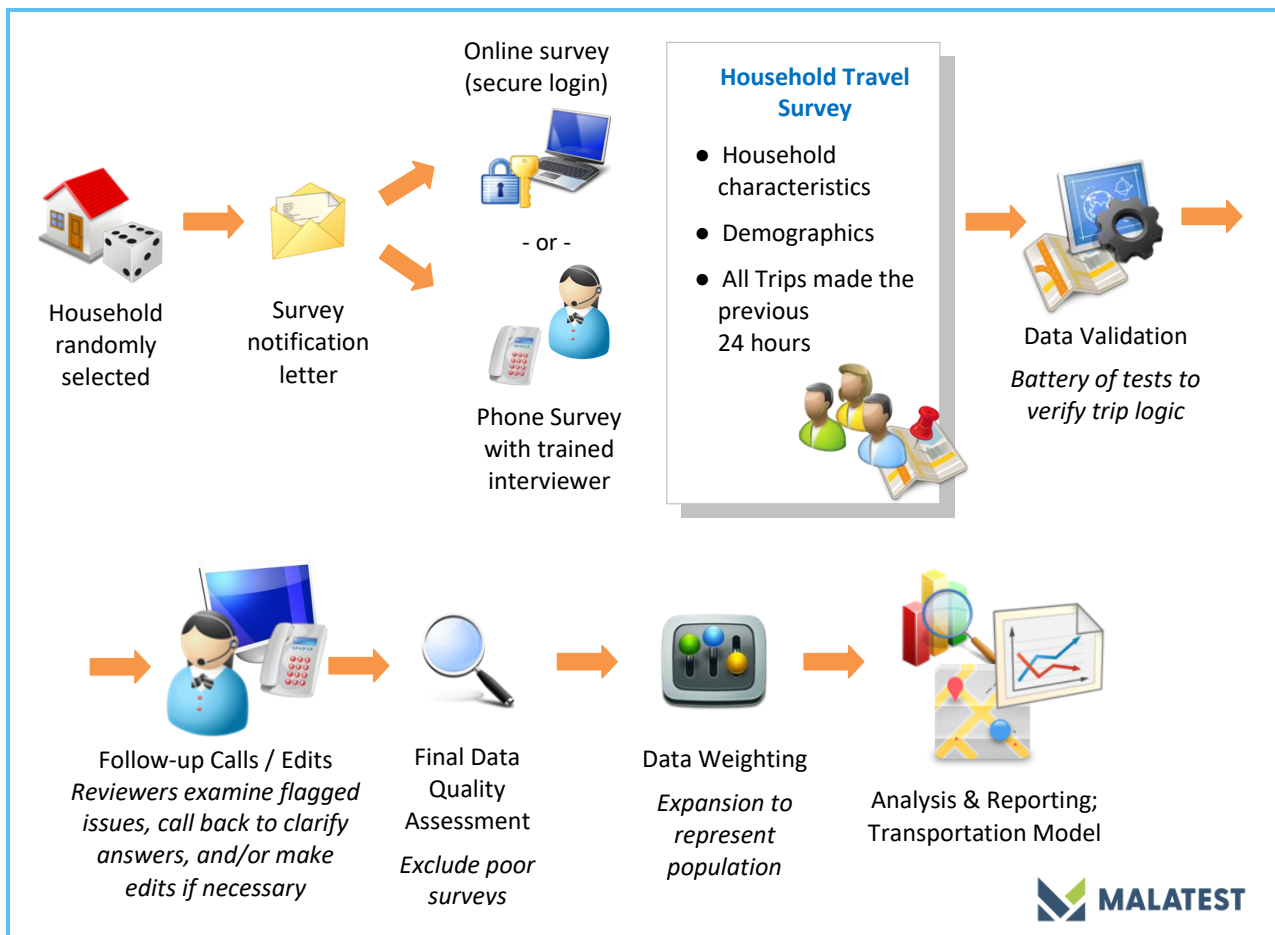 Household
randomly
selected
Survey
notification
letter
Online survey
(secure login)
- or -
Phone Survey
with trained
interviewer
Household Travel
Survey
● Household
characteristics
● Demographics
● All Trips made the
previous
24 hours
Data Validation
Battery of tests to
verify trip logic
Follow-up Calls / Edits
Reviewers examine flagged
issues, call back to clarify
answers, and/or make
edits if necessary
Final Data
Quality
Assessment
Exclude poor
surveys
Data Weighting
Expansion to
represent
population
Analysis & Reporting;
Transportation Model
MALATEST